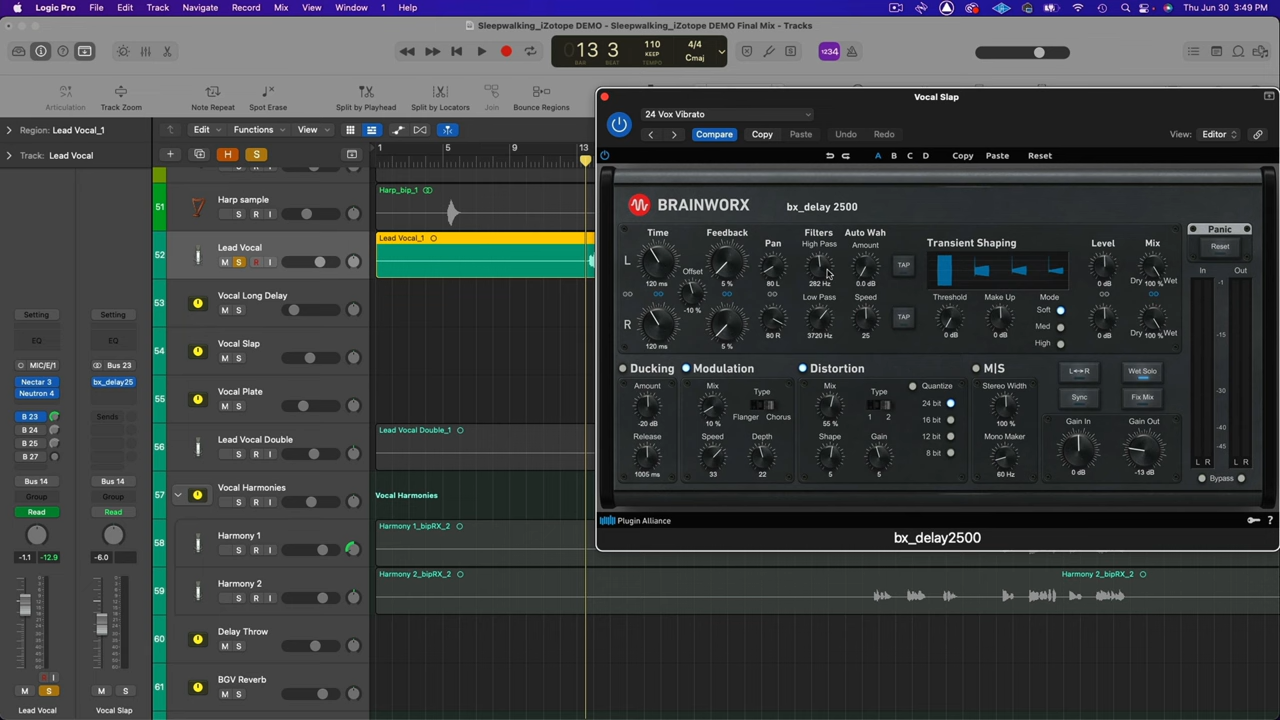 Logic Pro File Edit Track Navigate Record Mix View Window 1 Help Thu Jun 30 3:49 PM
Sleepwalking_iZotope DEMO - Sleepwalking_iZotope DEMO Final Mix - Tracks
13 3 110 4/4 1234
BAR BEAT KEEP TEMPO Cmaj
Articulation Track Zoom Note Repeat Spot Erase Split by Playhead Split by Locators Join Bounce Regions
Region: Lead Vocal_1
Track: Lead Vocal
Edit Functions View
H S
1 5 9 13
51 Harp sample
S R I
Harp_bip_1
52 Lead Vocal
M S R I
Lead Vocal_1
53 Vocal Long Delay
M S
54 Vocal Slap
M S
55 Vocal Plate
M S
56 Lead Vocal Double
S R I
Lead Vocal Double_1
57 Vocal Harmonies
M S
Vocal Harmonies
58 Harmony 1
S R I
Harmony 1_bipRX_2
59 Harmony 2
S R I
Harmony 2_bipRX_2
Harmony 2_bipRX_2
60 Delay Throw
M S
61 BGV Reverb
M S
Setting Setting
EQ EQ
MIC/E/1 Bus 23
Nectar 3 bx_delay25
Neutron 4
B 23 Sends
B 24
B 25
B 27
Bus 14 Bus 14
Group Group
Read Read
-1.1 -12.9 -6.0
R I
M S M S
Lead Vocal Vocal Slap
Vocal Slap
24 Vox Vibrato
Compare Copy Paste Undo Redo View: Editor
A B C D Copy Paste Reset
BRAINWORX bx_delay 2500
Time Feedback Pan Filters Auto Wah Transient Shaping Level Mix
High Pass Amount
L R
120 ms 5 % 80 L 282 Hz 0.0 dB TAP
Offset
-10 %
Low Pass Speed Threshold Make Up Mode
3720 Hz 25 TAP 0 dB 0 dB Soft Med High
120 ms 5 % 80 R
0 dB Dry 100 % Wet
0 dB Dry 100 % Wet
Panic
Reset
In Out
-1
-15
-30
-45
L R L R
Bypass
Ducking Modulation Distortion M|S
Amount Mix Type Mix Type Quantize Stereo Width
-20 dB 10 % Flanger Chorus 55 % 1 2 24 bit 16 bit 12 bit 8 bit 100 %
Release Speed Depth Shape Gain Mono Maker
1005 ms 33 22 5 5 60 Hz
L↔R Wet Solo
Sync Fix Mix
Gain In Gain Out
0 dB -13 dB
Plugin Alliance ?
bx_delay2500